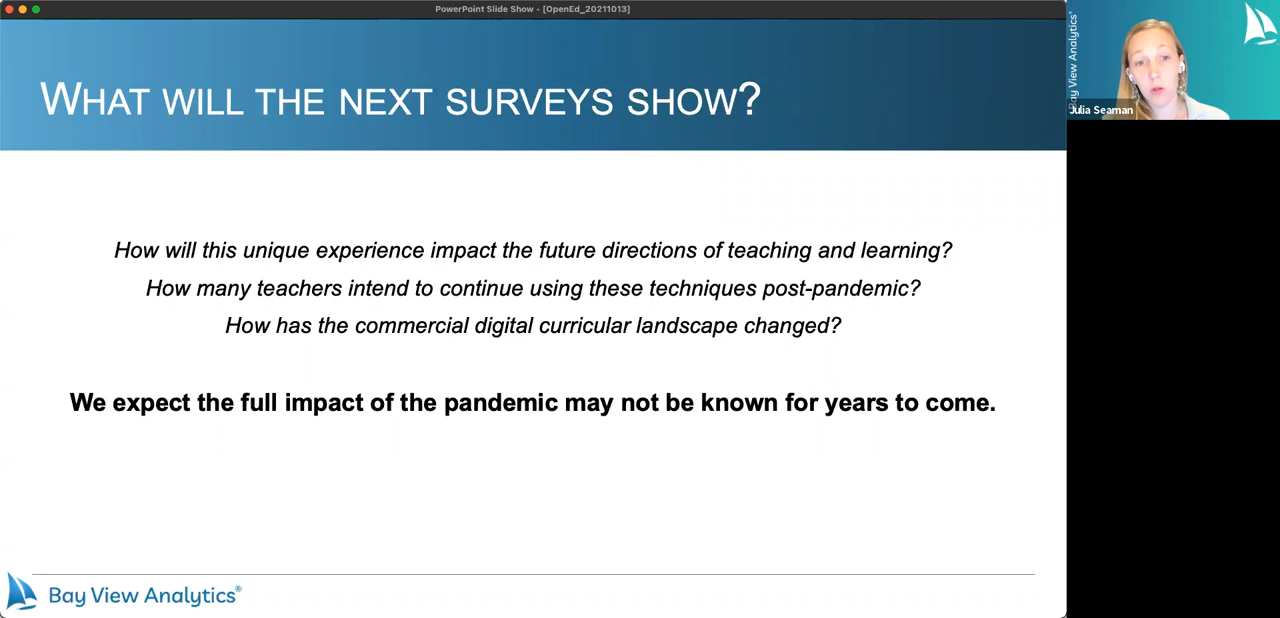 PowerPoint Slide Show - [OpenEd_20211013]
WHAT WILL THE NEXT SURVEYS SHOW?
How will this unique experience impact the future directions of teaching and learning?
How many teachers intend to continue using these techniques post-pandemic?
How has the commercial digital curricular landscape changed?
We expect the full impact of the pandemic may not be known for years to come.
Bay View Analytics®
Bay View Analytics®
Julia Seaman